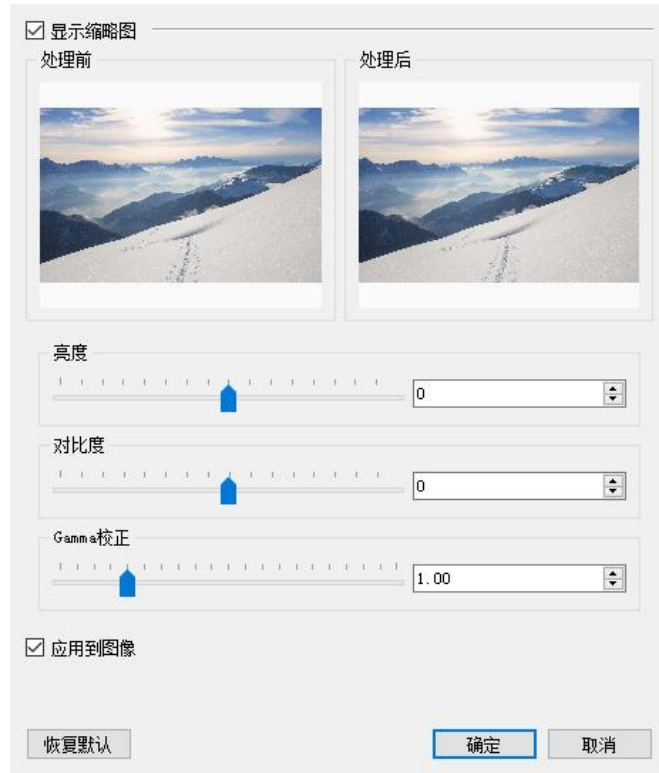 显示缩略图
处理前
处理后
亮度
0
对比度
0
Gamma校正
1.00
应用到图像
恢复默认
确定
取消